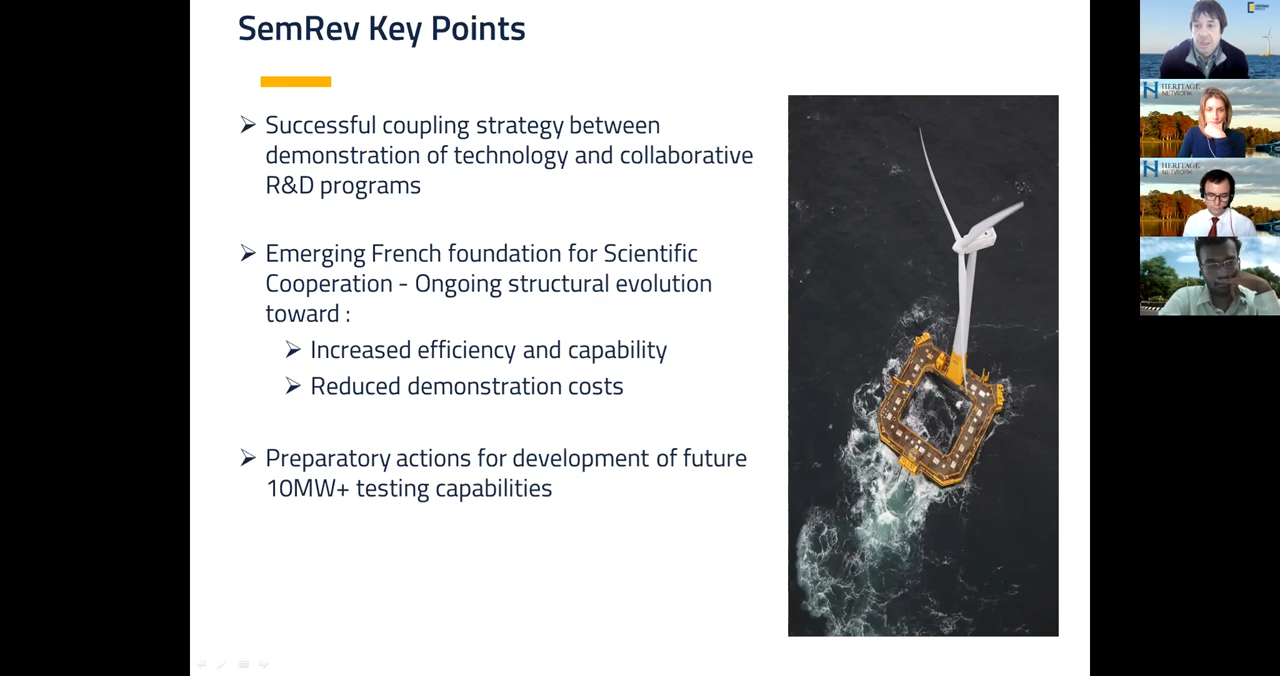 SemRev Key Points
Successful coupling strategy between
demonstration of technology and collaborative
R&D programs
Emerging French foundation for Scientific
Cooperation - Ongoing structural evolution
toward :
Increased efficiency and capability
Reduced demonstration costs
Preparatory actions for development of future
10MW+ testing capabilities
HERITAGE
NETWORK
HERITAGE
NETWORK